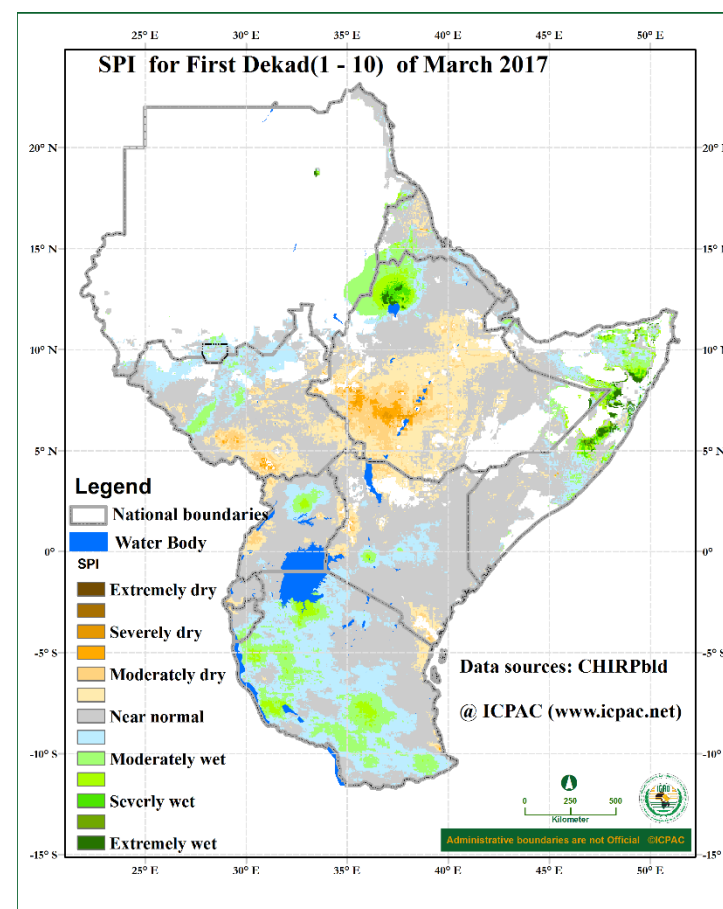 25° E 30° E 35° E 40° E 45° E 50° E
SPI for First Dekad(1 - 10) of March 2017
20° N 20° N
15° N 15° N
10° N 10° N
5° N 5° N
Legend
National boundaries
Water Body
0° 0°
SPI
Extremely dry
Severely dry
-5° S -5° S
Data sources: CHIRPbld
Moderately dry
@ ICPAC (www.icpac.net)
Near normal
-10° S -10° S
Moderately wet
Severly wet
0 250 500
Kilometer
IGAD
Administrative boundaries are not Official ©ICPAC
Extremely wet
-15° S -15° S
25° E 30° E 35° E 40° E 45° E 50° E